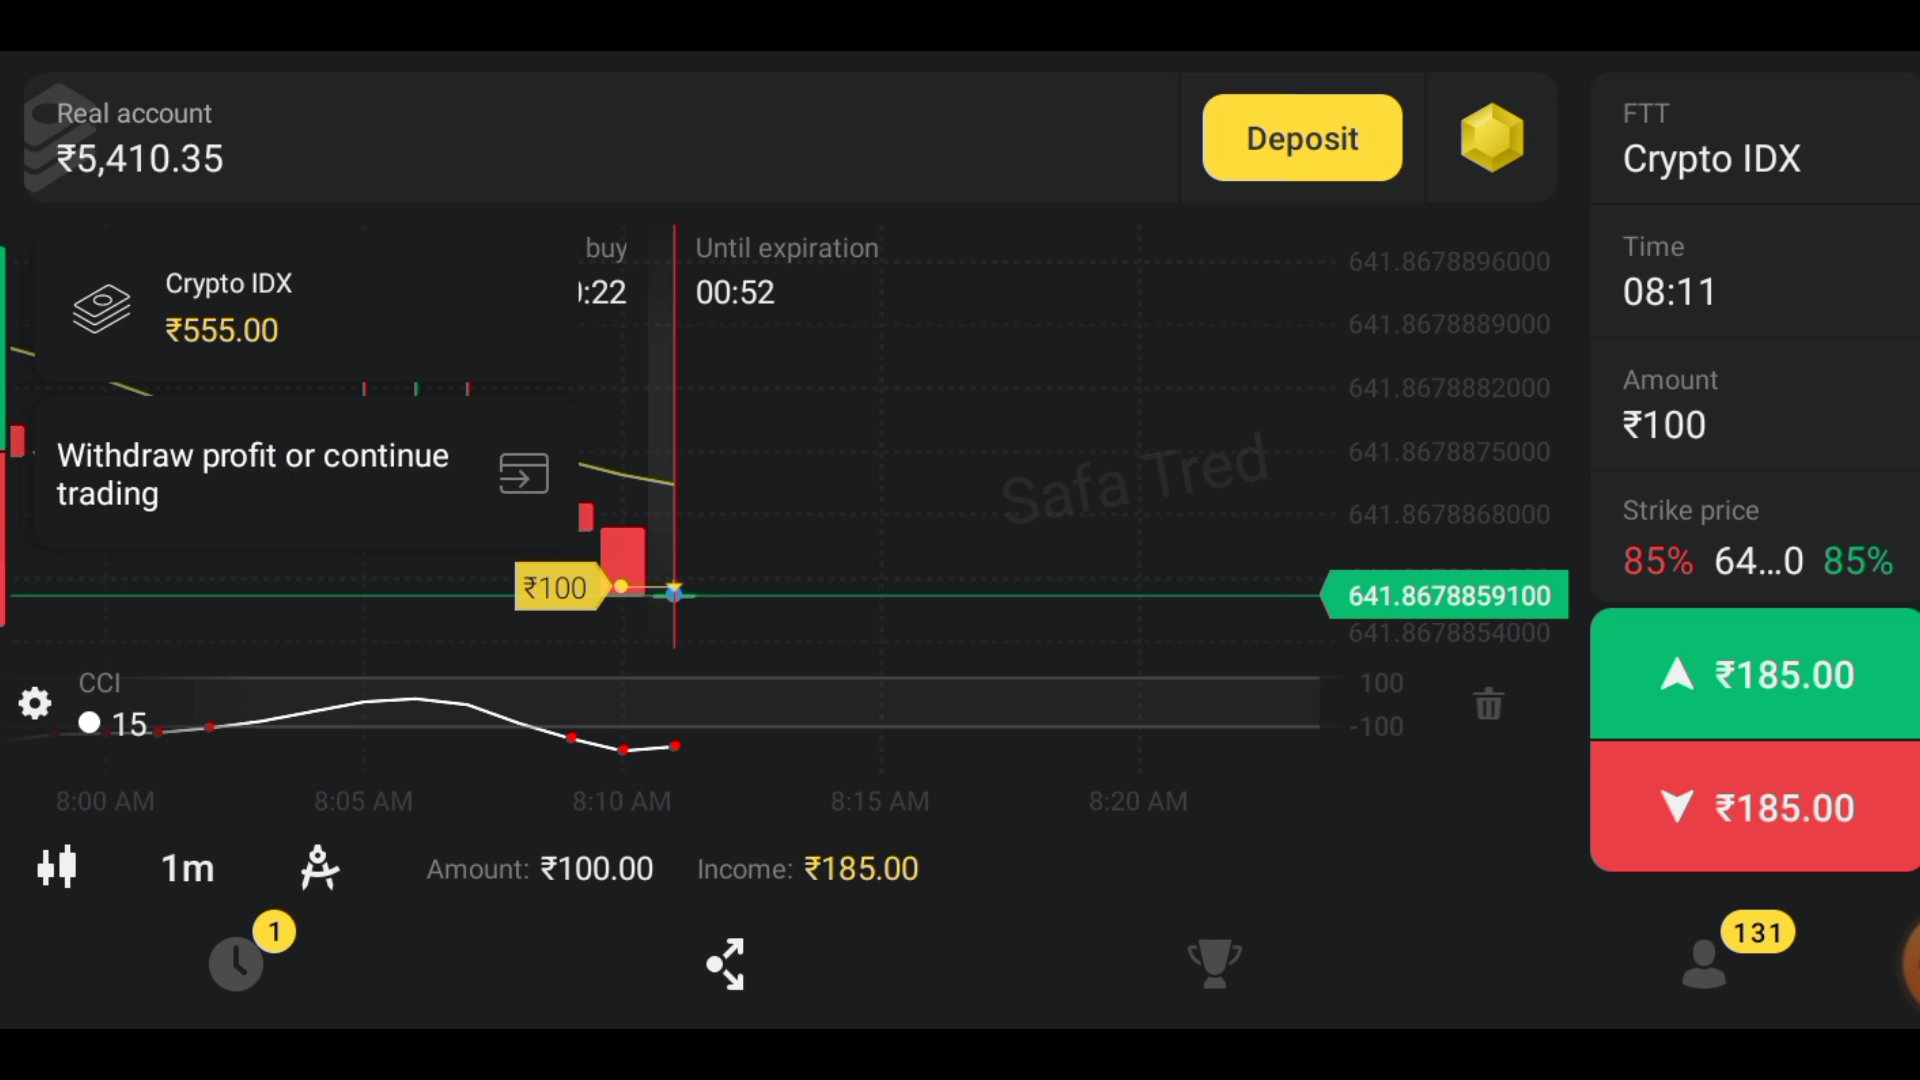 Real account
₹5,410.35
Deposit
FTT
Crypto IDX
Time
08:11
Amount
₹100
Strike price
85% 64...0 85%
₹185.00
₹185.00
Crypto IDX
₹555.00
buy
:22
Until expiration
00:52
Withdraw profit or continue
trading
Safa Tred
641.8678896000
641.8678889000
641.8678882000
641.8678875000
641.8678868000
641.8678859100
641.8678854000
₹100
CCI
15
100
-100
8:00 AM
8:05 AM
8:10 AM
8:15 AM
8:20 AM
1m
Amount: ₹100.00
Income: ₹185.00
1
131